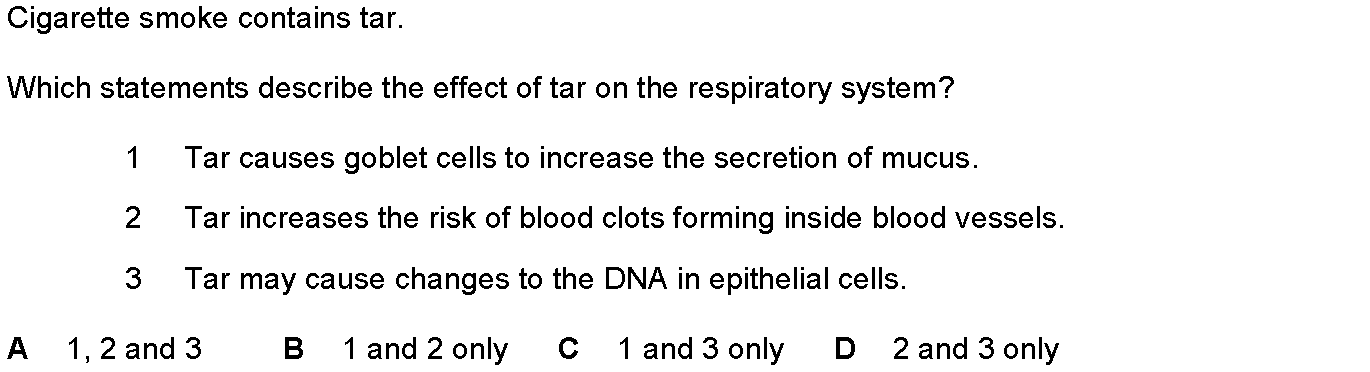 Cigarette smoke contains tar.
Which statements describe the effect of tar on the respiratory system?
1 Tar causes goblet cells to increase the secretion of mucus.
2 Tar increases the risk of blood clots forming inside blood vessels.
3 Tar may cause changes to the DNA in epithelial cells.
A 1, 2 and 3 B 1 and 2 only C 1 and 3 only D 2 and 3 only